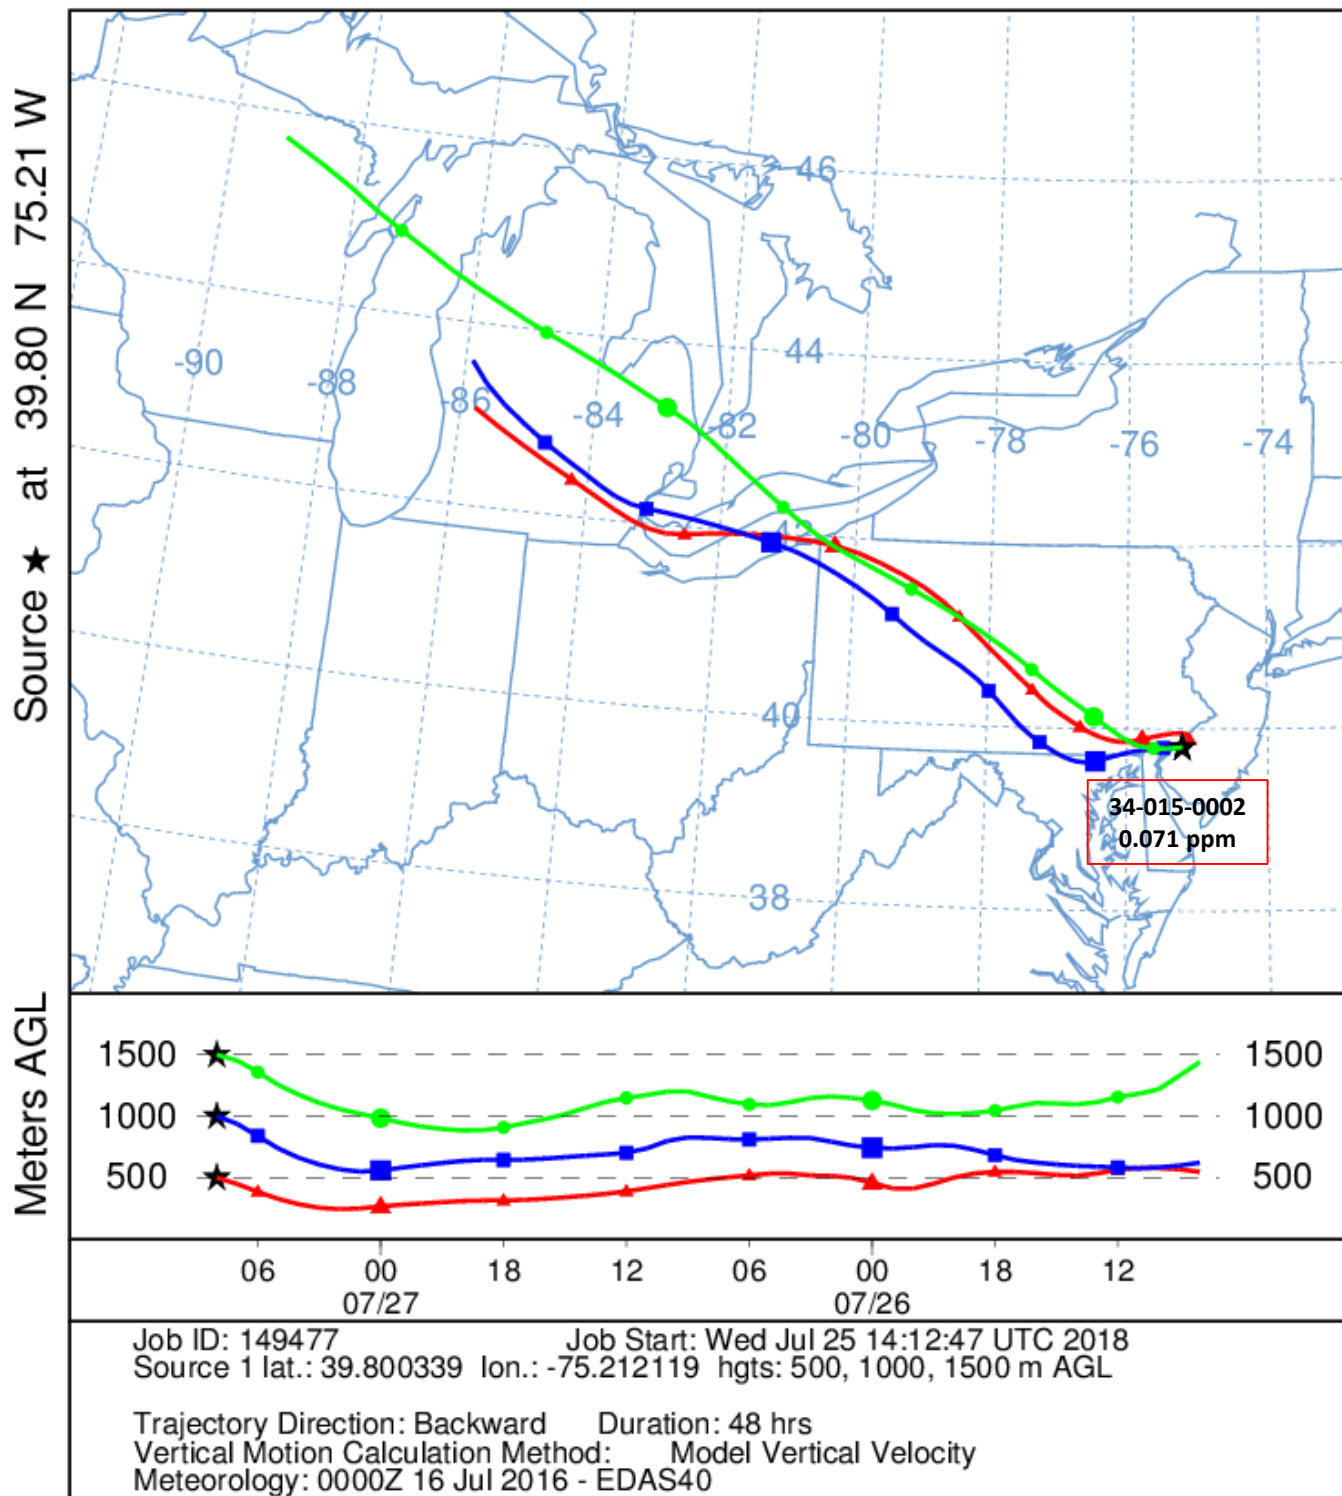 Source ★ at 39.80 N 75.21 W
46
44
-90
-88
-86
-84
-82
-80
-78
-76
-74
42
40
38
34-015-0002
0.071 ppm
Meters AGL
1500 1500
1000 1000
500 500
06 00 18 12 06 00 18 12
07/27 07/26
Job ID: 149477 Job Start: Wed Jul 25 14:12:47 UTC 2018
Source 1 lat.: 39.800339 lon.: -75.212119 hgts: 500, 1000, 1500 m AGL
Trajectory Direction: Backward Duration: 48 hrs
Vertical Motion Calculation Method: Model Vertical Velocity
Meteorology: 0000Z 16 Jul 2016 - EDAS40